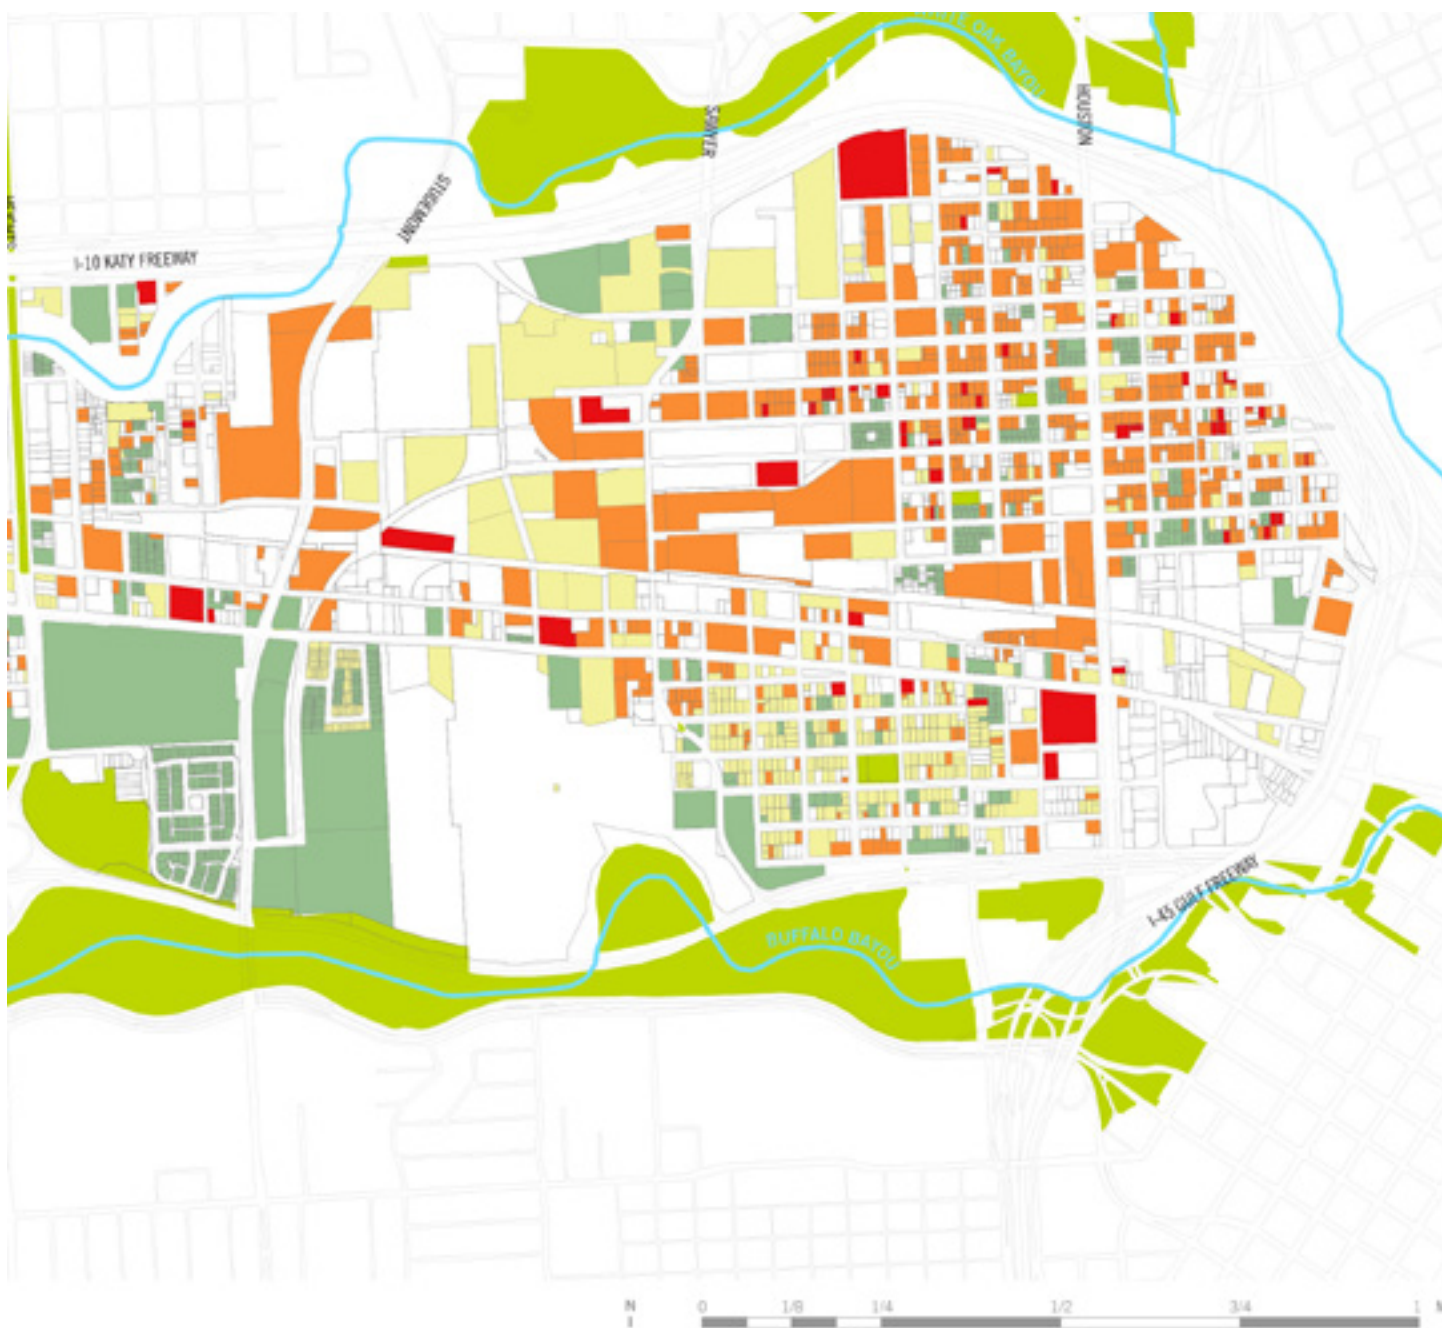 WHITE OAK BAYOU
HOUSTON
SAWYER
STUDEMONT
HEIGHTS
I-10 KATY FREEWAY
I-45 GULF FREEWAY
BUFFALO BAYOU
N 0 1/8 1/4 1/2 3/4 1 M